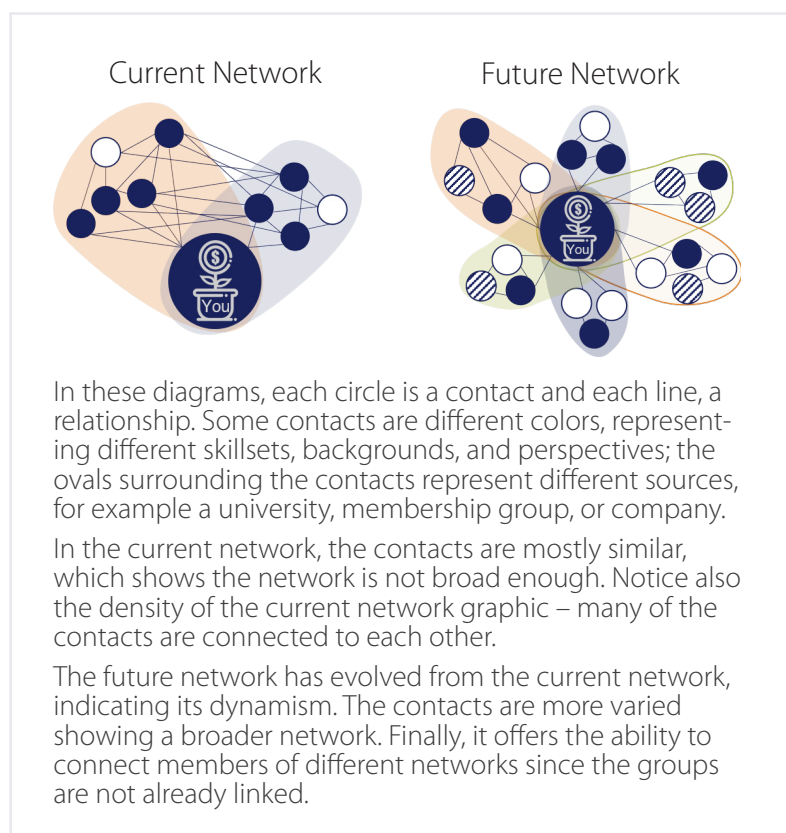 Current Network
Future Network
$
You
$
You
In these diagrams, each circle is a contact and each line, a
relationship. Some contacts are different colors, represent-
ing different skillsets, backgrounds, and perspectives; the
ovals surrounding the contacts represent different sources,
for example a university, membership group, or company.
In the current network, the contacts are mostly similar,
which shows the network is not broad enough. Notice also
the density of the current network graphic – many of the
contacts are connected to each other.
The future network has evolved from the current network,
indicating its dynamism. The contacts are more varied
showing a broader network. Finally, it offers the ability to
connect members of different networks since the groups
are not already linked.